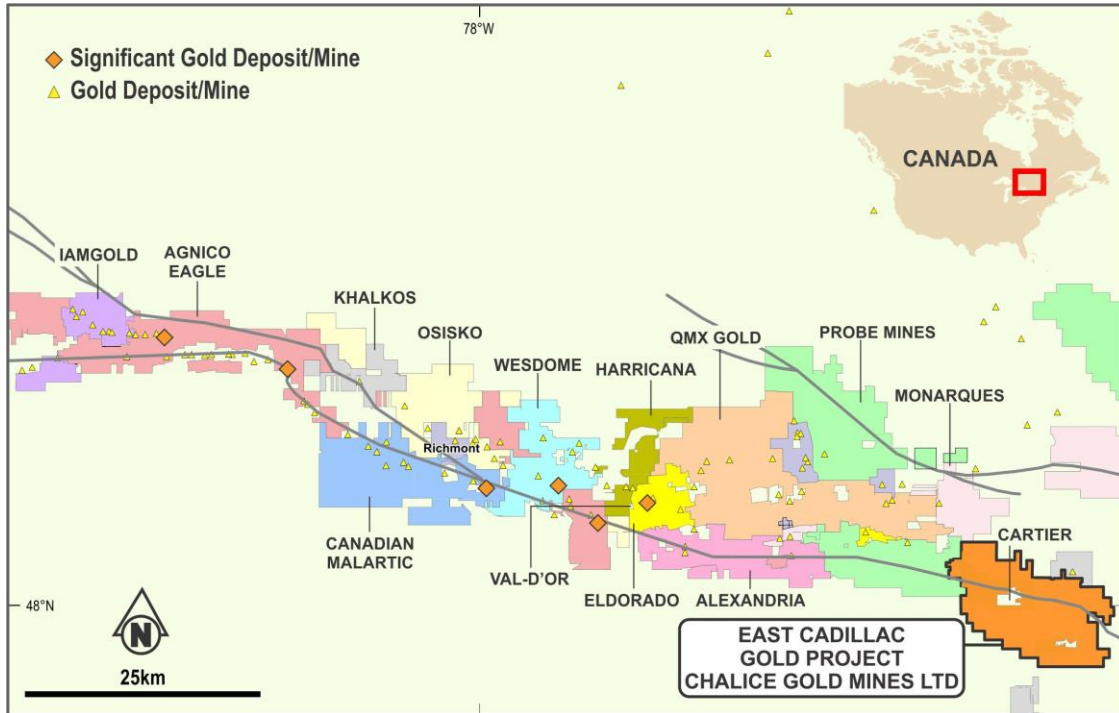 78°W
Significant Gold Deposit/Mine
Gold Deposit/Mine
CANADA
IAMGOLD
AGNICO
EAGLE
KHALKOS
OSISKO
WESDOME
HARRICANA
QMX GOLD
PROBE MINES
MONARQUES
Richmont
CANADIAN
MALARTIC
VAL-D'OR
ELDORADO
ALEXANDRIA
CARTIER
48°N
N
25km
EAST CADILLAC
GOLD PROJECT
CHALICE GOLD MINES LTD